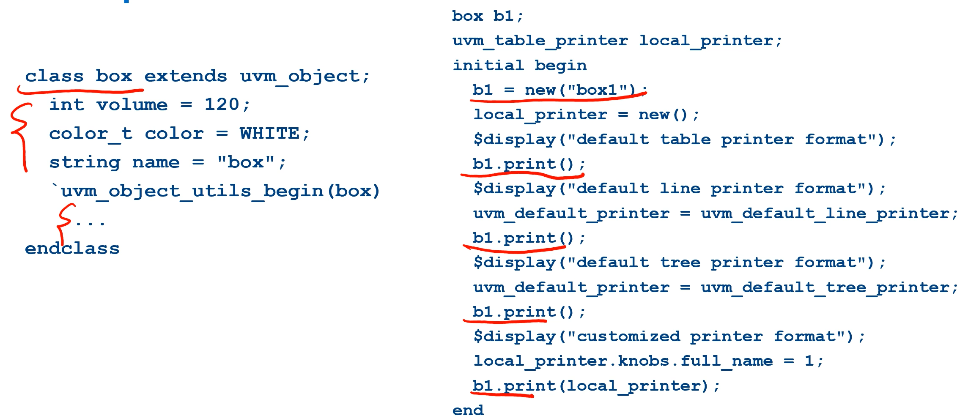 class box extends uvm_object;
int volume = 120;
color_t color = WHITE;
string name = "box";
`uvm_object_utils_begin(box)
...
endclass
box b1;
uvm_table_printer local_printer;
initial begin
b1 = new("box1");
local_printer = new();
$display("default table printer format");
b1.print();
$display("default line printer format");
uvm_default_printer = uvm_default_line_printer;
b1.print();
$display("default tree printer format");
uvm_default_printer = uvm_default_tree_printer;
b1.print();
$display("customized printer format");
local_printer.knobs.full_name = 1;
b1.print(local_printer);
end